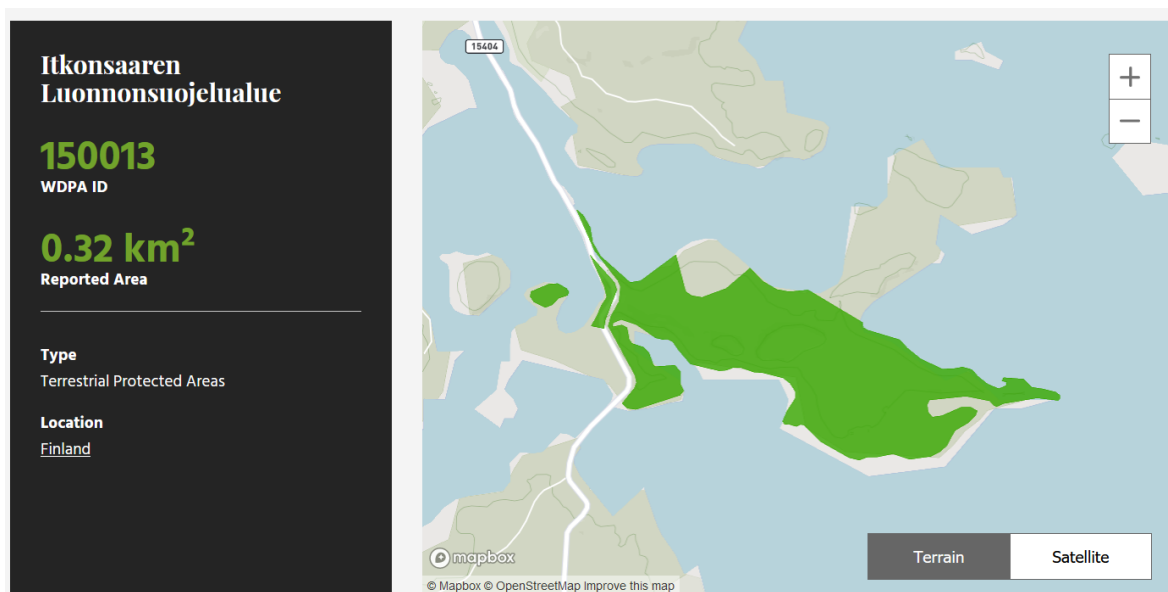 Itkonsaaren
Luonnonsuojelualue
150013
WDPA ID
0.32 km²
Reported Area
Type
Terrestrial Protected Areas
Location
Finland
15404
+
−
mapbox
Terrain
Satellite
© Mapbox © OpenStreetMap Improve this map